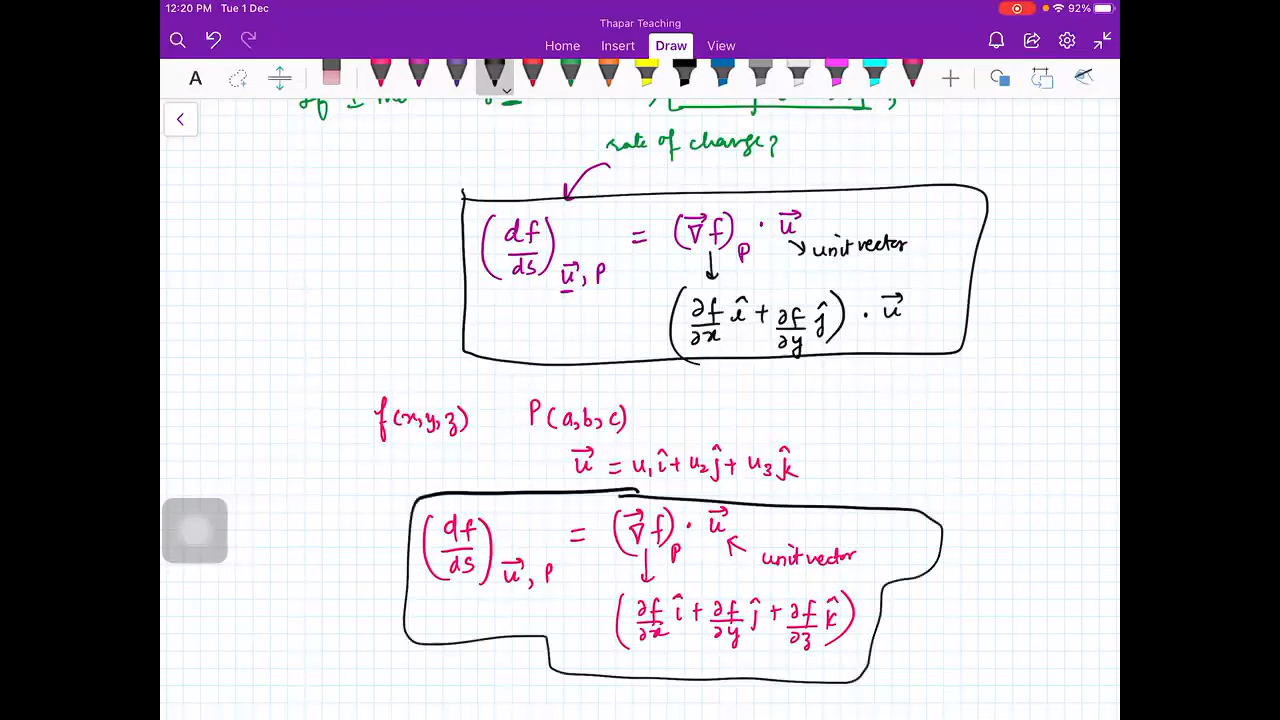 12:20 PM Tue 1 Dec
92%
Thapar Teaching
Home Insert Draw View
A
rate of change?
(df/ds)_{u⃗, P} = (∇⃗f)_P · u⃗
↘ unit vector
(∂f/∂x î + ∂f/∂y ĵ) · u⃗
f(x,y,z) P(a,b,c)
u⃗ = u₁î + u₂ĵ + u₃k̂
(df/ds)_{u⃗, P} = (∇⃗f)_P · u⃗
unit vector
(∂f/∂x î + ∂f/∂y ĵ + ∂f/∂z k̂)